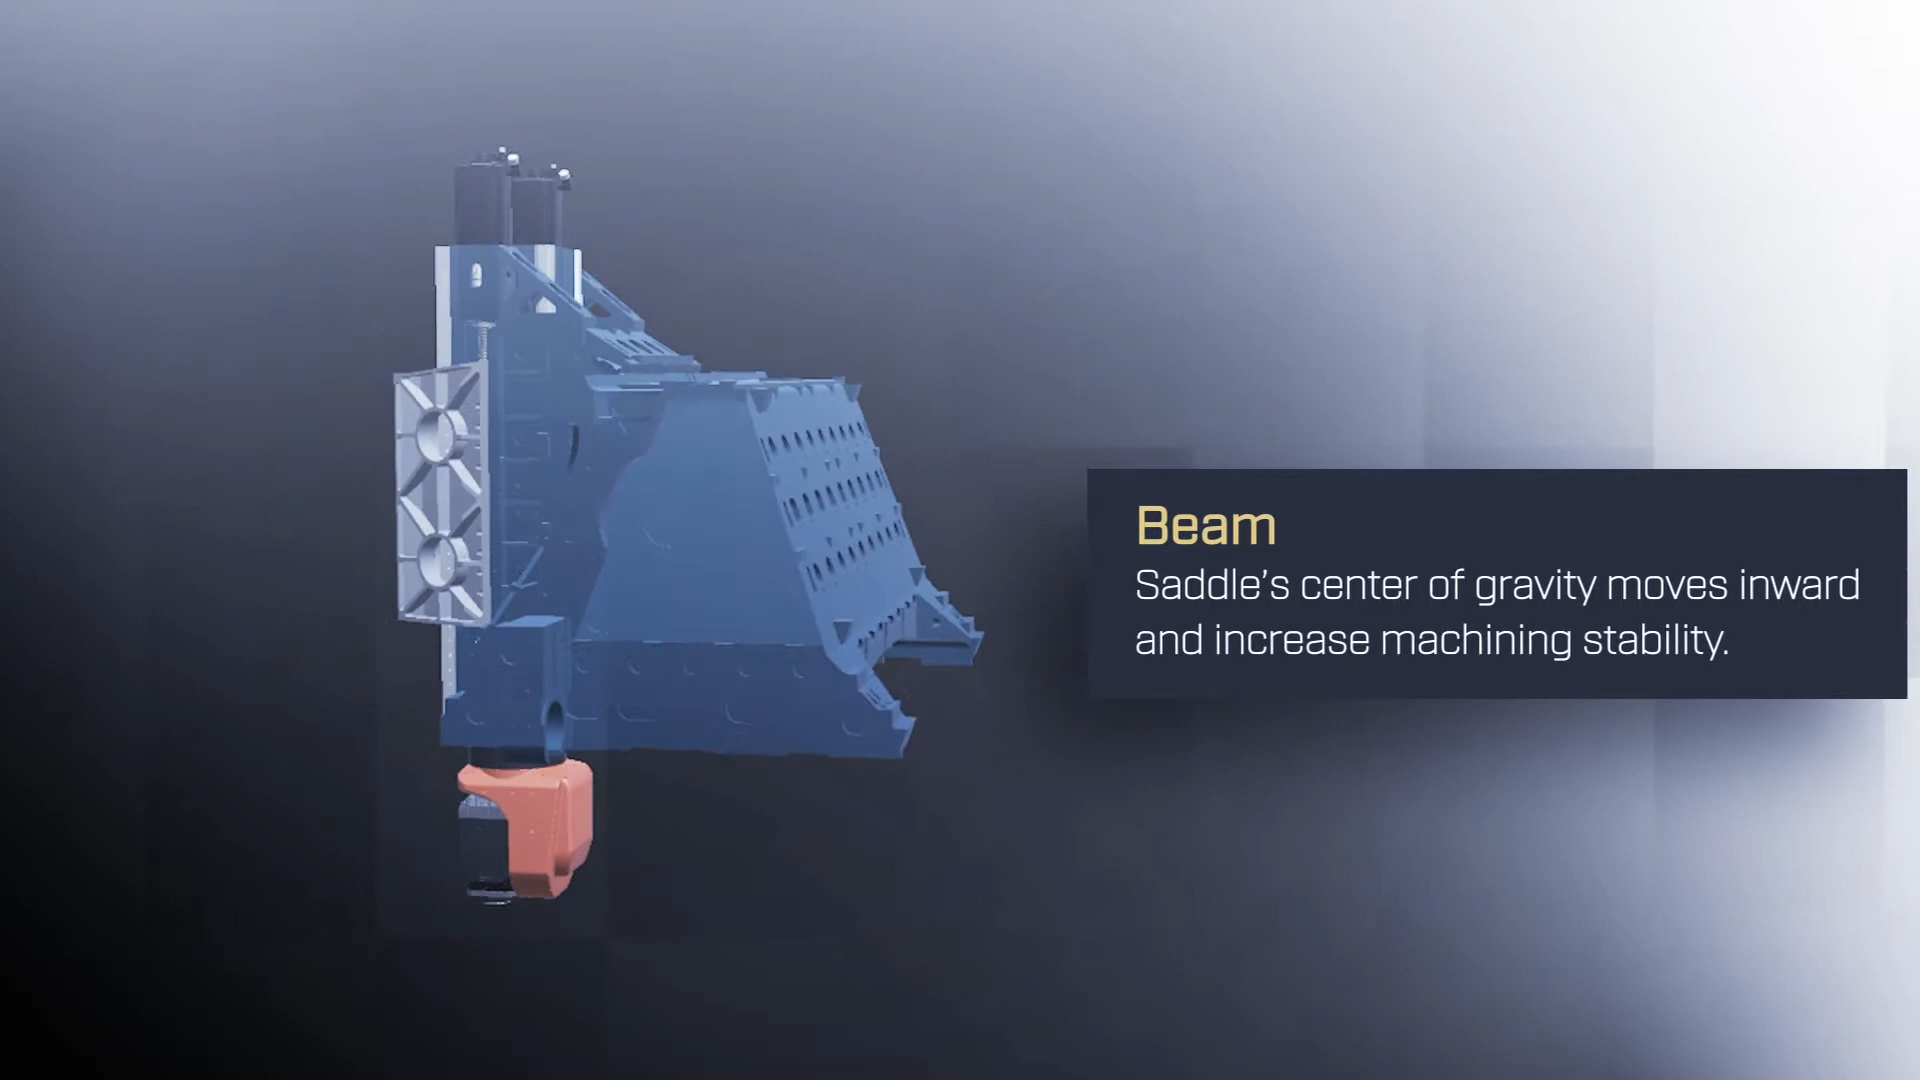 Beam
Saddle’s center of gravity moves inward
and increase machining stability.